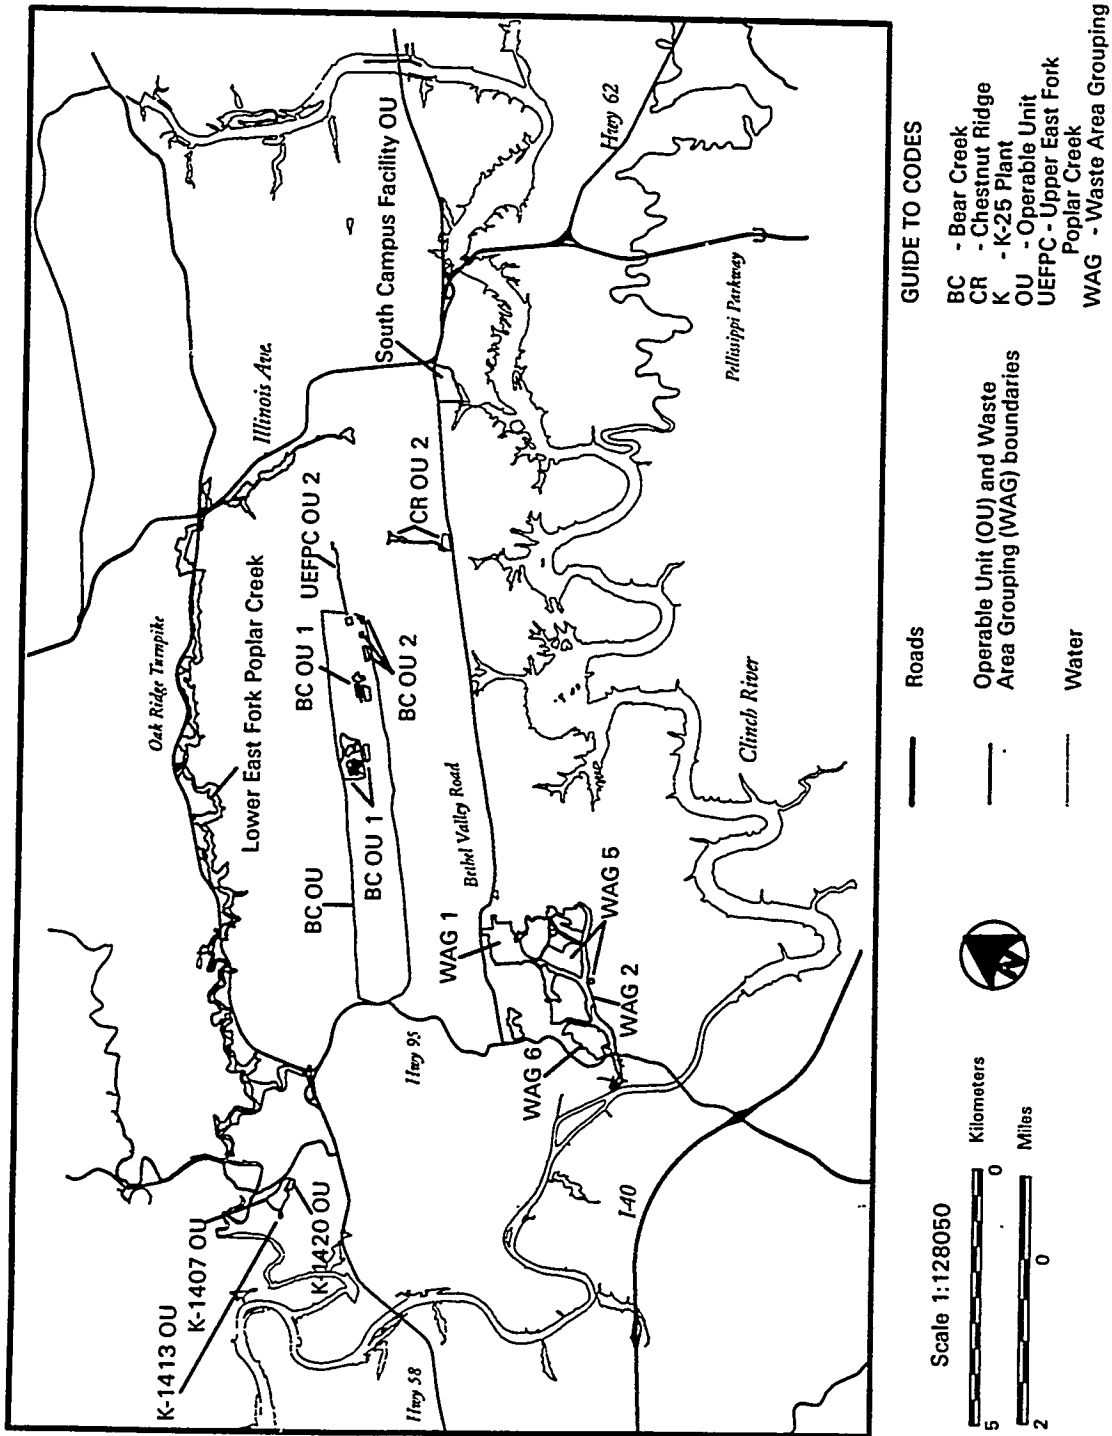 K-1413 OU
K-1407 OU
K-1420 OU
Hwy 58
Hwy 95
I-40
WAG 6
WAG 2
WAG 1
WAG 5
BC OU
BC OU 1
BC OU 1
BC OU 2
UEFPC OU 2
CR OU 2
Lower East Fork Poplar Creek
Oak Ridge Turnpike
Illinois Ave.
South Campus Facility OU
Bethel Valley Road
Clinch River
Pellissippi Parkway
Hwy 62
Scale 1:128050
5
0
Kilometers
2
0
Miles
N
Roads
Operable Unit (OU) and Waste
Area Grouping (WAG) boundaries
Water
GUIDE TO CODES
BC - Bear Creek
CR - Chestnut Ridge
K - K-25 Plant
OU - Operable Unit
UEFPC - Upper East Fork
Poplar Creek
WAG - Waste Area Grouping